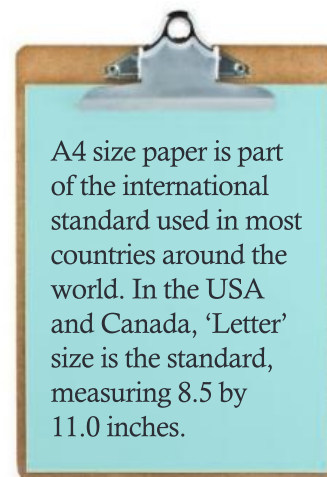 A4 size paper is part
of the international
standard used in most
countries around the
world. In the USA
and Canada, ‘Letter’
size is the standard,
measuring 8.5 by
11.0 inches.